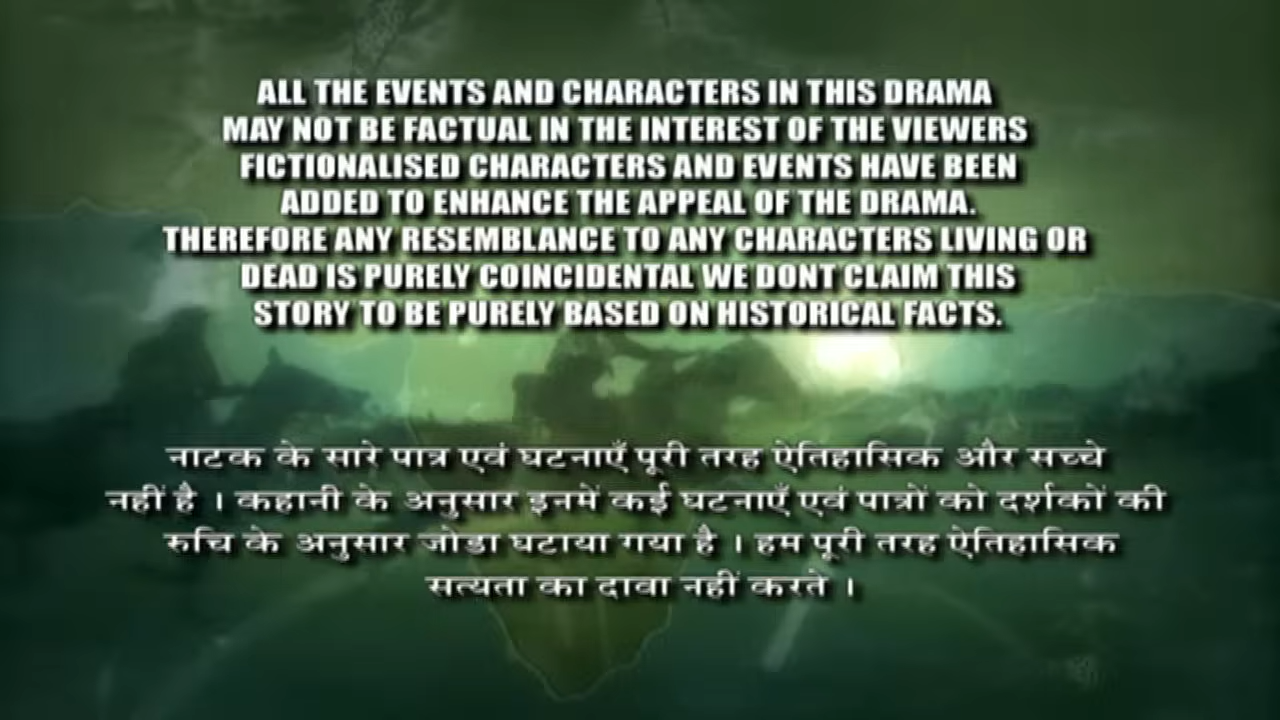 ALL THE EVENTS AND CHARACTERS IN THIS DRAMA
MAY NOT BE FACTUAL IN THE INTEREST OF THE VIEWERS
FICTIONALISED CHARACTERS AND EVENTS HAVE BEEN
ADDED TO ENHANCE THE APPEAL OF THE DRAMA.
THEREFORE ANY RESEMBLANCE TO ANY CHARACTERS LIVING OR
DEAD IS PURELY COINCIDENTAL WE DONT CLAIM THIS
STORY TO BE PURELY BASED ON HISTORICAL FACTS.
नाटक के सारे पात्र एवं घटनाएँ पूरी तरह ऐतिहासिक और सच्चे
नहीं है । कहानी के अनुसार इनमें कई घटनाएँ एवं पात्रों को दर्शकों की
रुचि के अनुसार जोडा घटाया गया है । हम पूरी तरह ऐतिहासिक
सत्यता का दावा नहीं करते ।